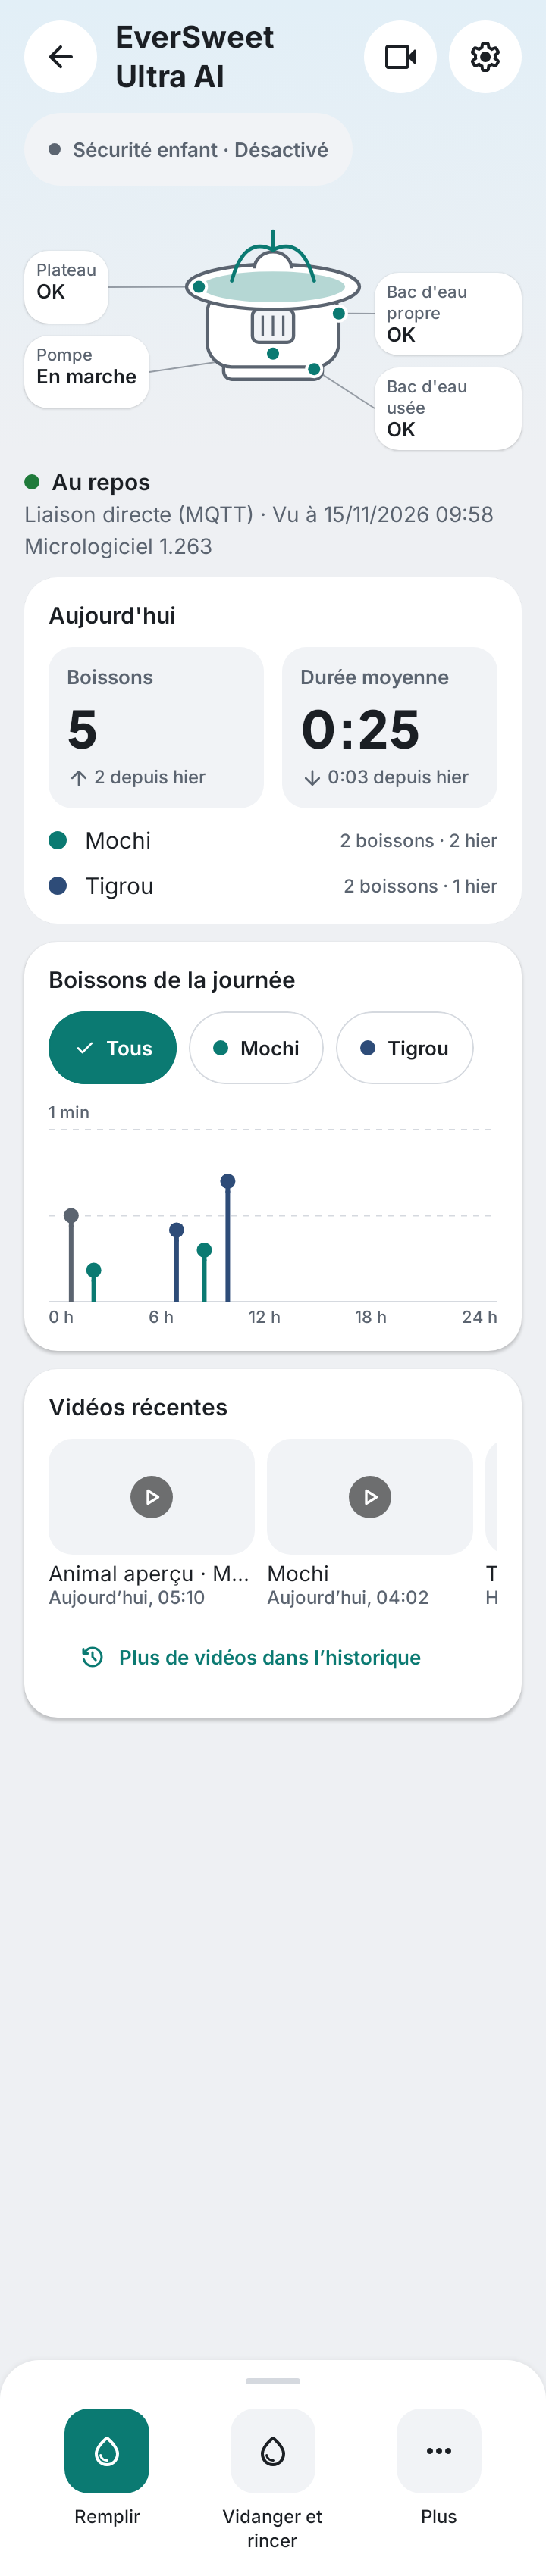 EverSweet
Ultra AI
Sécurité enfant · Désactivé
Plateau
OK
Bac d'eau
propre
OK
Pompe
En marche
Bac d'eau
usée
OK
Au repos
Liaison directe (MQTT) · Vu à 15/11/2026 09:58
Micrologiciel 1.263
Aujourd'hui
Boissons
5
↑ 2 depuis hier
Durée moyenne
0:25
↓ 0:03 depuis hier
Mochi
2 boissons · 2 hier
Tigrou
2 boissons · 1 hier
Boissons de la journée
Tous
Mochi
Tigrou
1 min
0 h
6 h
12 h
18 h
24 h
Vidéos récentes
Animal aperçu · M...
Aujourd’hui, 05:10
Mochi
Aujourd’hui, 04:02
T
H
Plus de vidéos dans l’historique
Remplir
Vidanger et
rincer
Plus